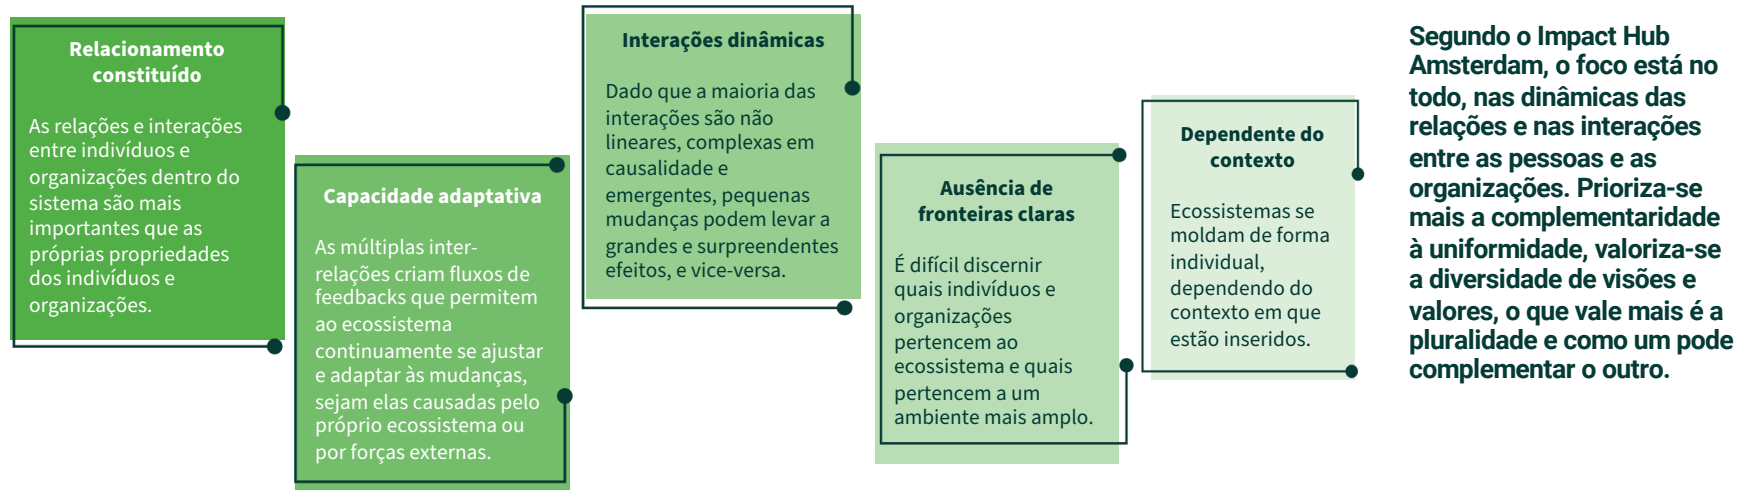 Relacionamento
constituído
As relações e interações
entre indivíduos e
organizações dentro do
sistema são mais
importantes que as
próprias propriedades
dos indivíduos e
organizações.
Capacidade adaptativa
As múltiplas inter-
relações criam fluxos de
feedbacks que permitem
ao ecossistema
continuamente se ajustar
e adaptar às mudanças,
sejam elas causadas pelo
próprio ecossistema ou
por forças externas.
Interações dinâmicas
Dado que a maioria das
interações são não
lineares, complexas em
causalidade e
emergentes, pequenas
mudanças podem levar a
grandes e surpreendentes
efeitos, e vice-versa.
Ausência de
fronteiras claras
É difícil discernir
quais indivíduos e
organizações
pertencem ao
ecossistema e quais
pertencem a um
ambiente mais amplo.
Dependente do
contexto
Ecossistemas se
moldam de forma
individual,
dependendo do
contexto em que
estão inseridos.
Segundo o Impact Hub
Amsterdam, o foco está no
todo, nas dinâmicas das
relações e nas interações
entre as pessoas e as
organizações. Prioriza-se
mais a complementaridade
à uniformidade, valoriza-se
a diversidade de visões e
valores, o que vale mais é a
pluralidade e como um pode
complementar o outro.